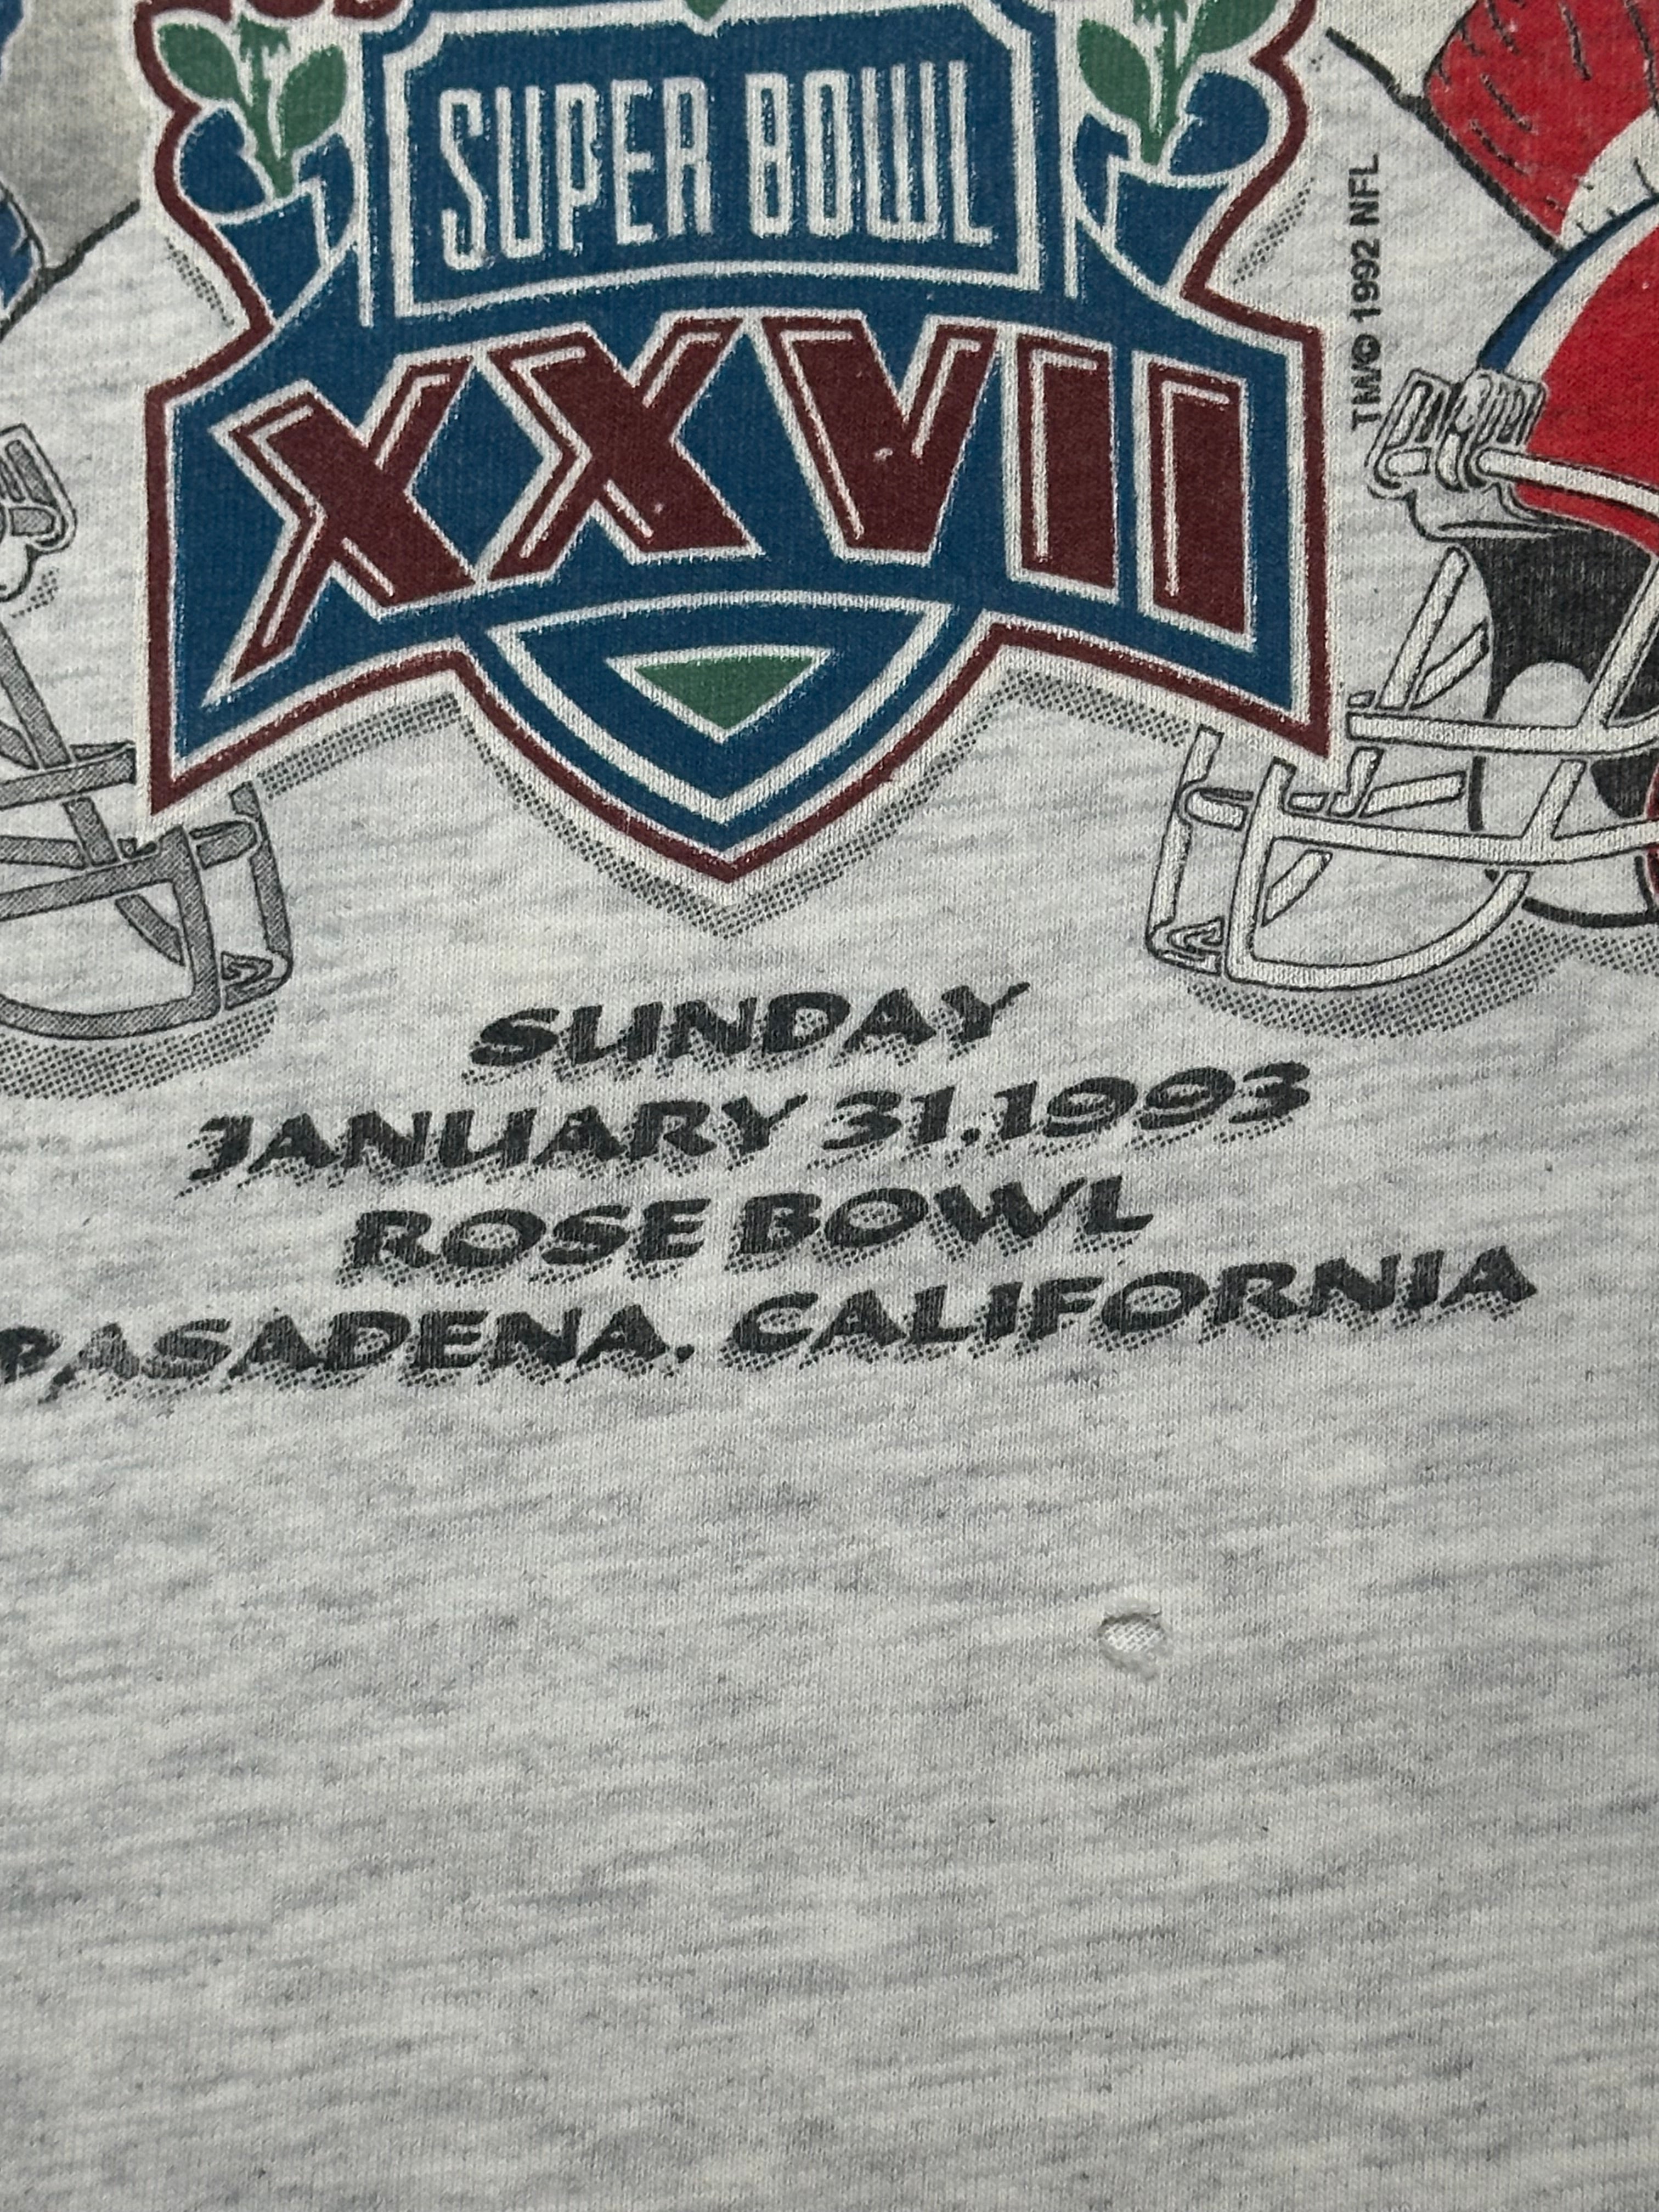 SUPER BOWL
XXVII
TM/© 1992 NFL
SUNDAY
JANUARY 31, 1993
ROSE BOWL
PASADENA, CALIFORNIA